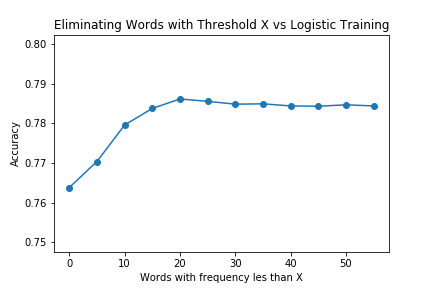 Eliminating Words with Threshold X vs Logistic Training
0.80
0.79
0.78
0.77
0.76
0.75
Accuracy
0 10 20 30 40 50
Words with frequency les than X